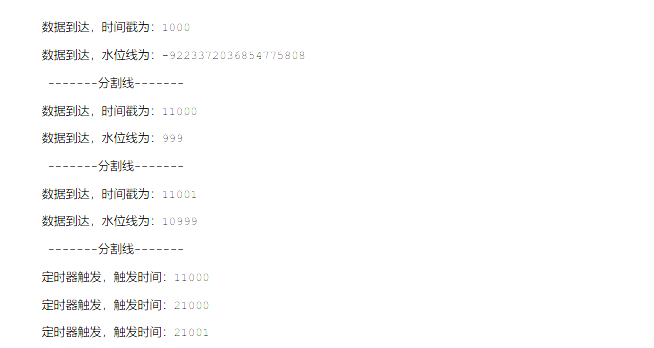 数据到达，时间戳为：1000
数据到达，水位线为：-9223372036854775808
-------分割线-------
数据到达，时间戳为：11000
数据到达，水位线为：999
-------分割线-------
数据到达，时间戳为：11001
数据到达，水位线为：10999
-------分割线-------
定时器触发，触发时间：11000
定时器触发，触发时间：21000
定时器触发，触发时间：21001